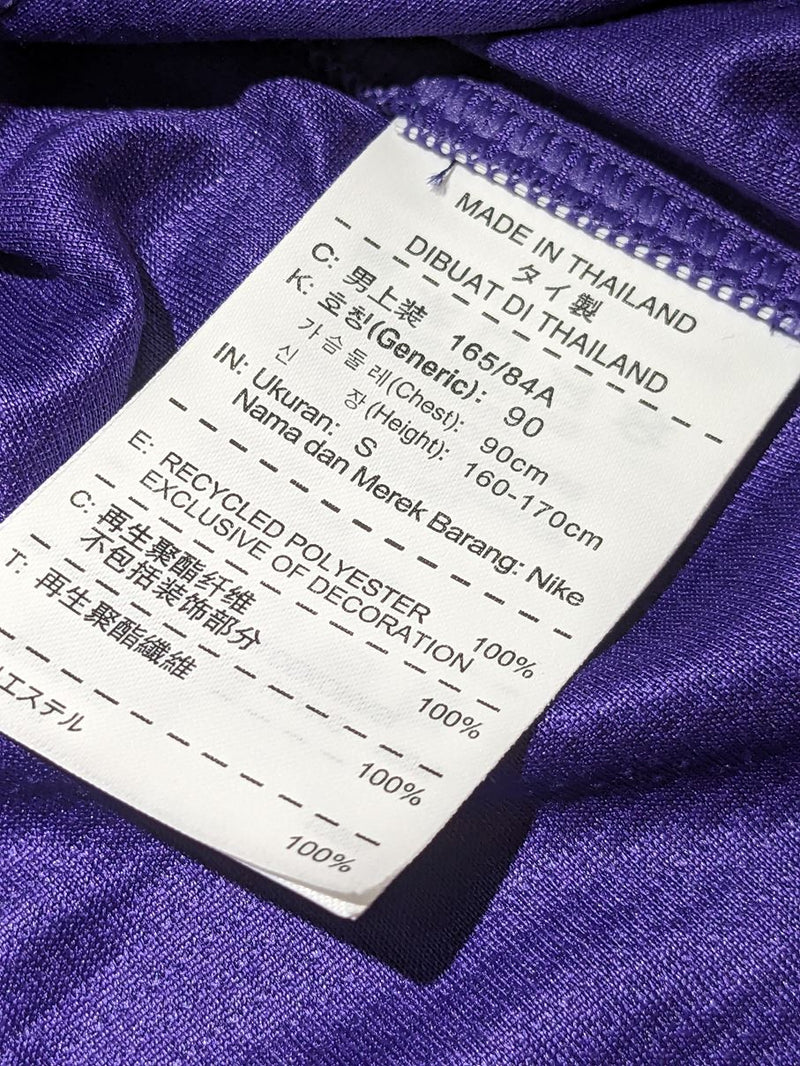 MADE IN THAILAND
タイ製
DIBUAT DI THAILAND
C: 男上装 165/84A
K: 호칭(Generic): 90
가슴둘레(Chest): 90cm
신 장(Height): 160-170cm
IN: Ukuran: S
Nama dan Merek Barang: Nike
E: RECYCLED POLYESTER 100%
EXCLUSIVE OF DECORATION
C: 再生聚酯纤维 100%
不包括装饰部分
T: 再生聚酯纖維 100%
エステル 100%